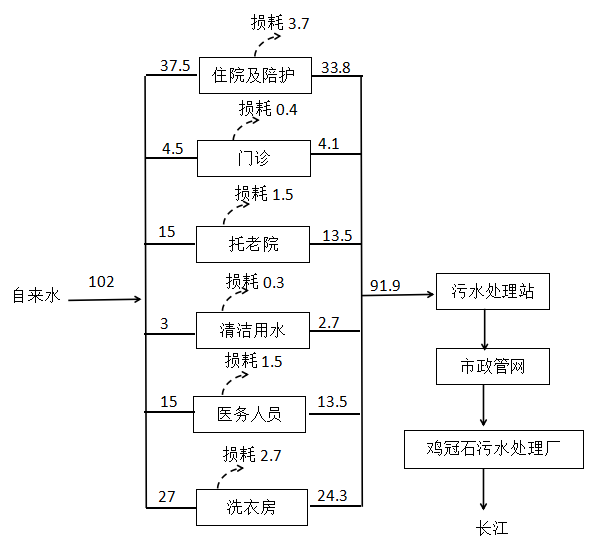 损耗 3.7
37.5
住院及陪护
33.8
损耗 0.4
4.5
门诊
4.1
损耗 1.5
15
托老院
13.5
自来水
102
损耗 0.3
3
清洁用水
2.7
91.9
污水处理站
损耗 1.5
15
医务人员
13.5
市政管网
损耗 2.7
27
洗衣房
24.3
鸡冠石污水处理厂
长江